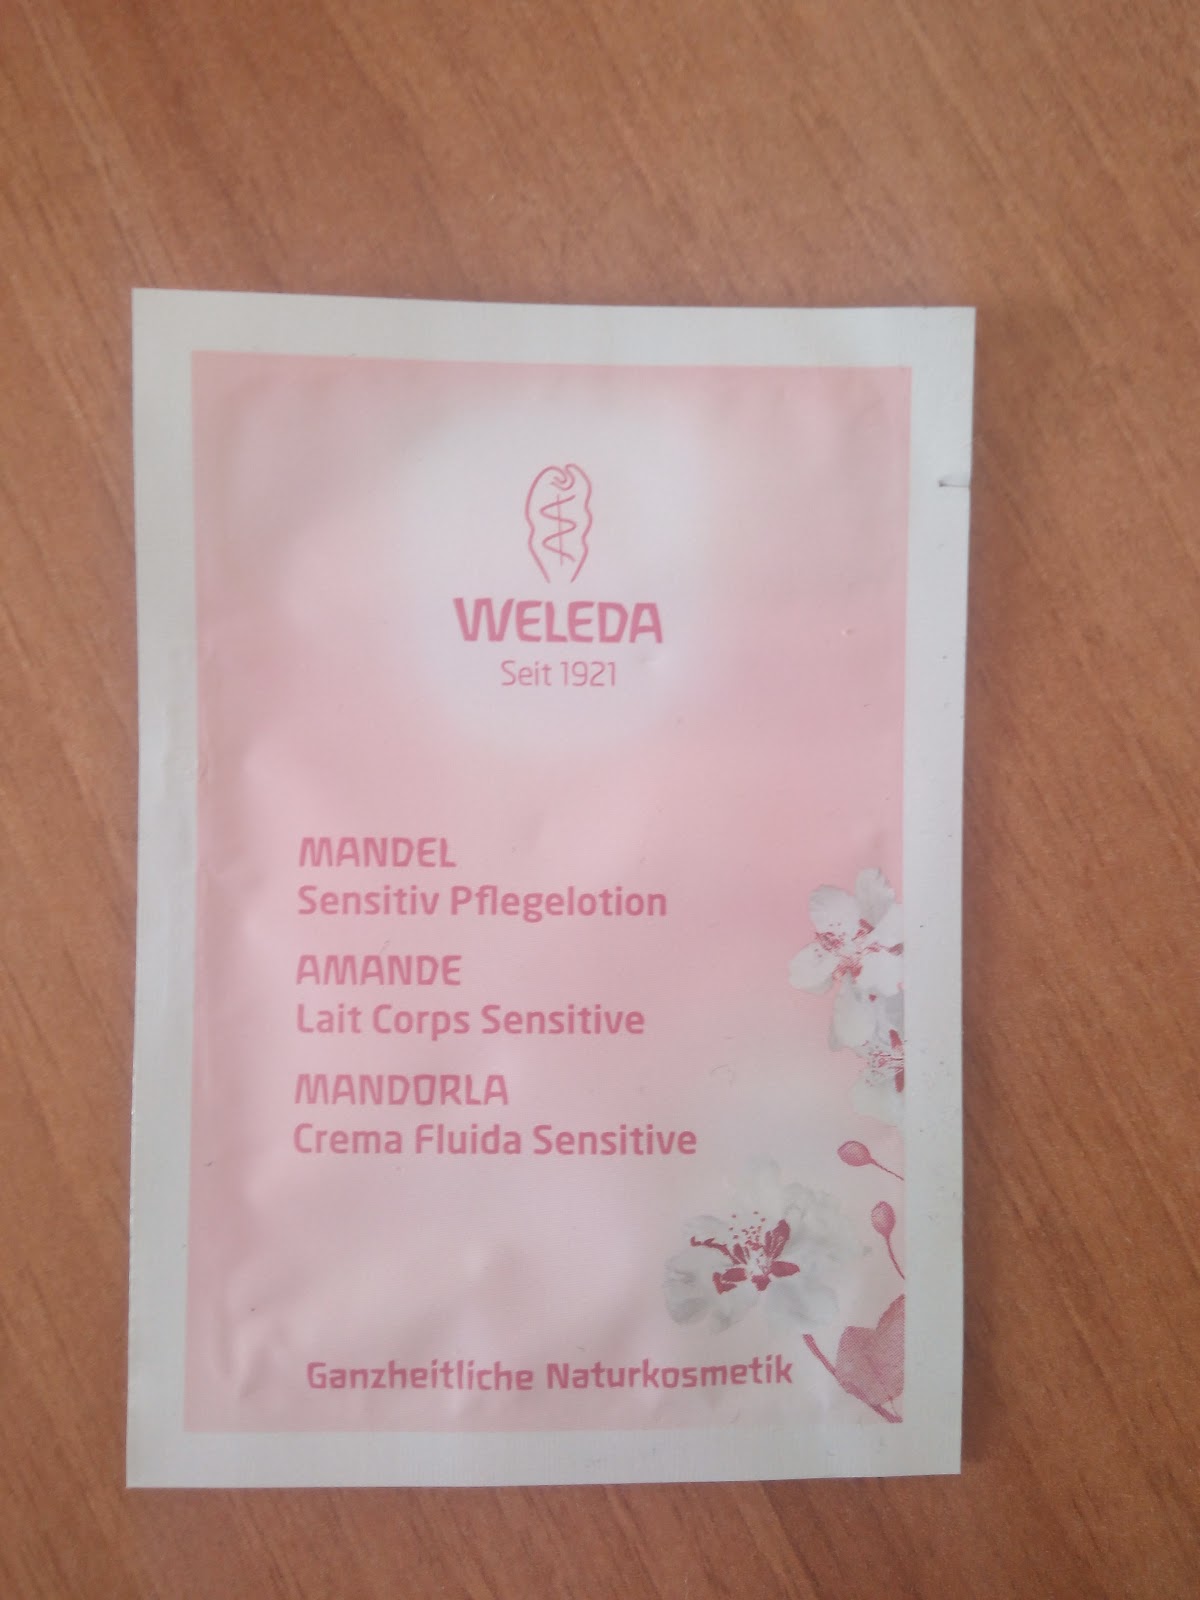 WELEDA
Seit 1921
MANDEL
Sensitiv Pflegelotion
AMANDE
Lait Corps Sensitive
MANDORLA
Crema Fluida Sensitive
Ganzheitliche Naturkosmetik